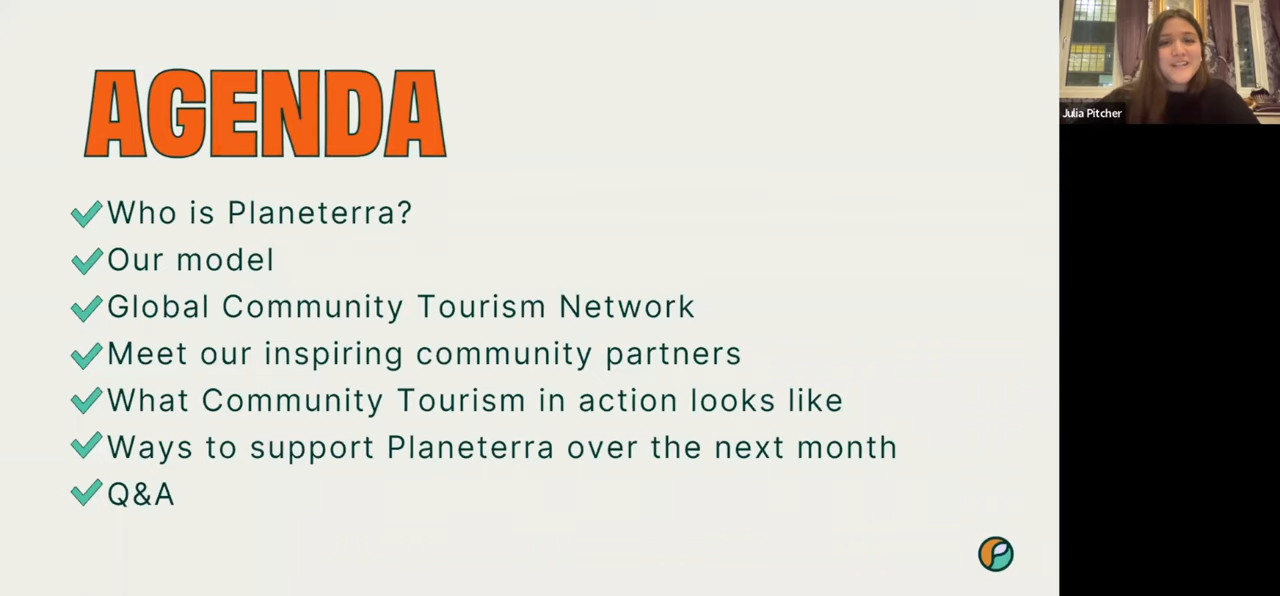 AGENDA
Who is Planeterra?
Our model
Global Community Tourism Network
Meet our inspiring community partners
What Community Tourism in action looks like
Ways to support Planeterra over the next month
Q&A
Julia Pitcher